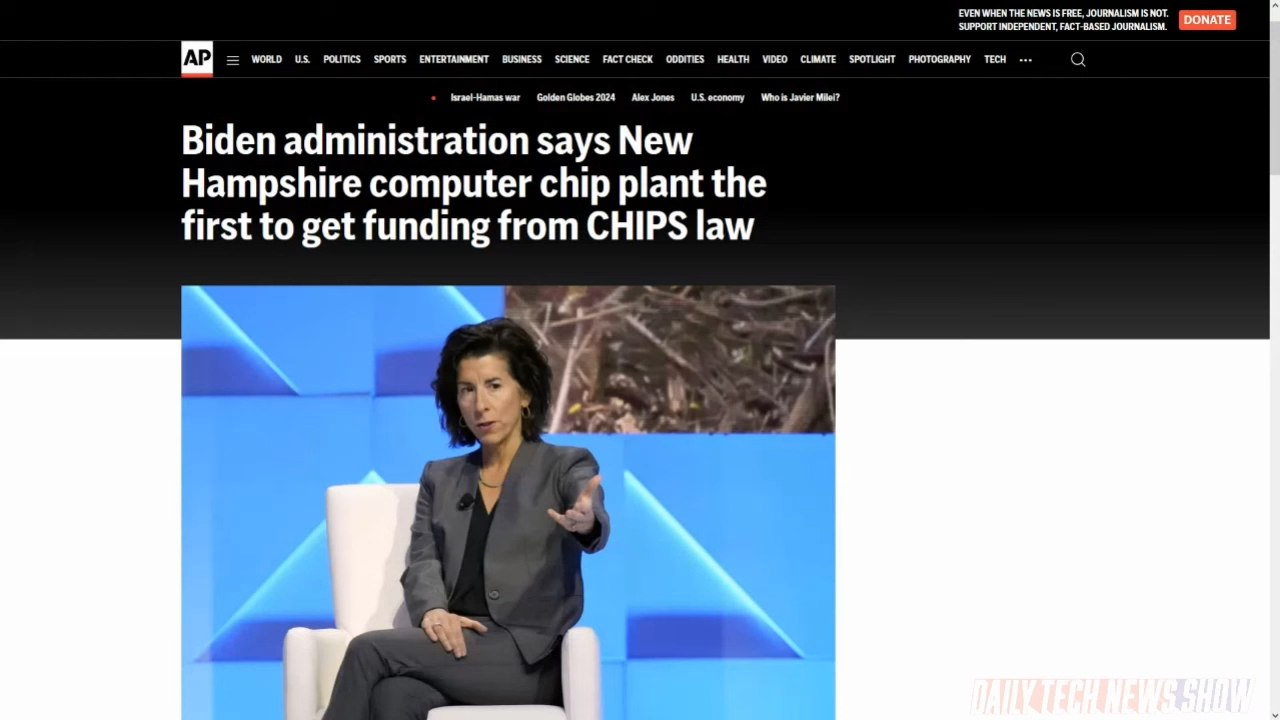 EVEN WHEN THE NEWS IS FREE, JOURNALISM IS NOT.
SUPPORT INDEPENDENT, FACT-BASED JOURNALISM.
DONATE
AP
WORLD U.S. POLITICS SPORTS ENTERTAINMENT BUSINESS SCIENCE FACT CHECK ODDITIES HEALTH VIDEO CLIMATE SPOTLIGHT PHOTOGRAPHY TECH ...
Israel-Hamas war Golden Globes 2024 Alex Jones U.S. economy Who is Javier Milei?
Biden administration says New
Hampshire computer chip plant the
first to get funding from CHIPS law
DAILY TECH NEWS SHOW